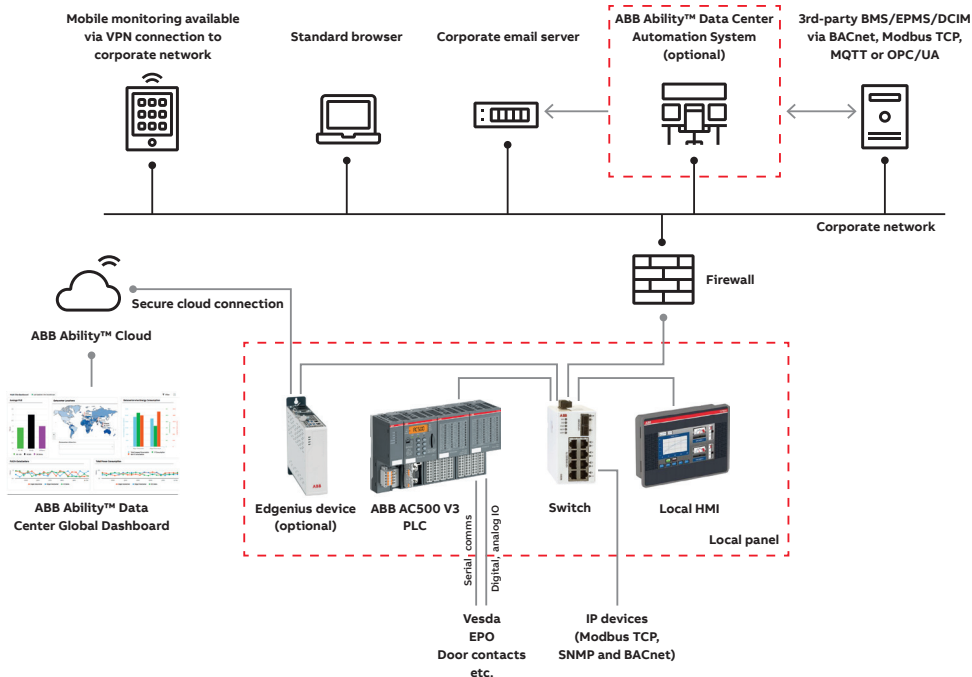 Mobile monitoring available
via VPN connection to
corporate network
Standard browser
Corporate email server
ABB Ability™ Data Center
Automation System
(optional)
3rd-party BMS/EPMS/DCIM
via BACnet, Modbus TCP,
MQTT or OPC/UA
Corporate network
Firewall
Secure cloud connection
ABB Ability™ Cloud
ABB Ability™ Data
Center Global Dashboard
ABB
ABB
Edgenius device
(optional)
ABB AC500 V3
PLC
Switch
Local HMI
Local panel
Serial comms
Digital, analog IO
Vesda
EPO
Door contacts
etc.
IP devices
(Modbus TCP,
SNMP and BACnet)